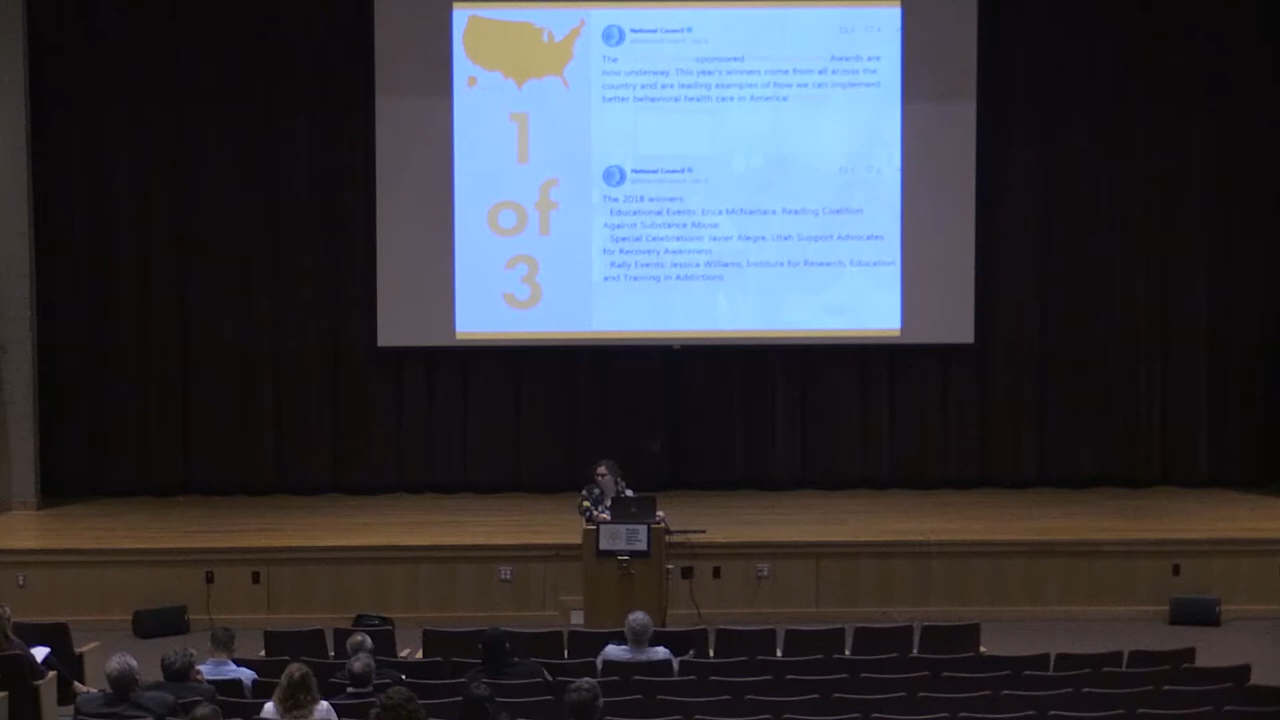 1
of
3
National Council
The sponsored Awards are
now underway. This year's winners come from all across the
country and are leading examples of how we can implement
better behavioral health care in America!
National Council
The 2018 winners:
Educational Events: Erica McNamara, Reading Coalition
Against Substance Abuse
Special Celebrations: Javier Alegre, Utah Support Advocates
for Recovery Awareness
Rally Events: Jessica Williams, Institute for Research, Education
and Training in Addictions